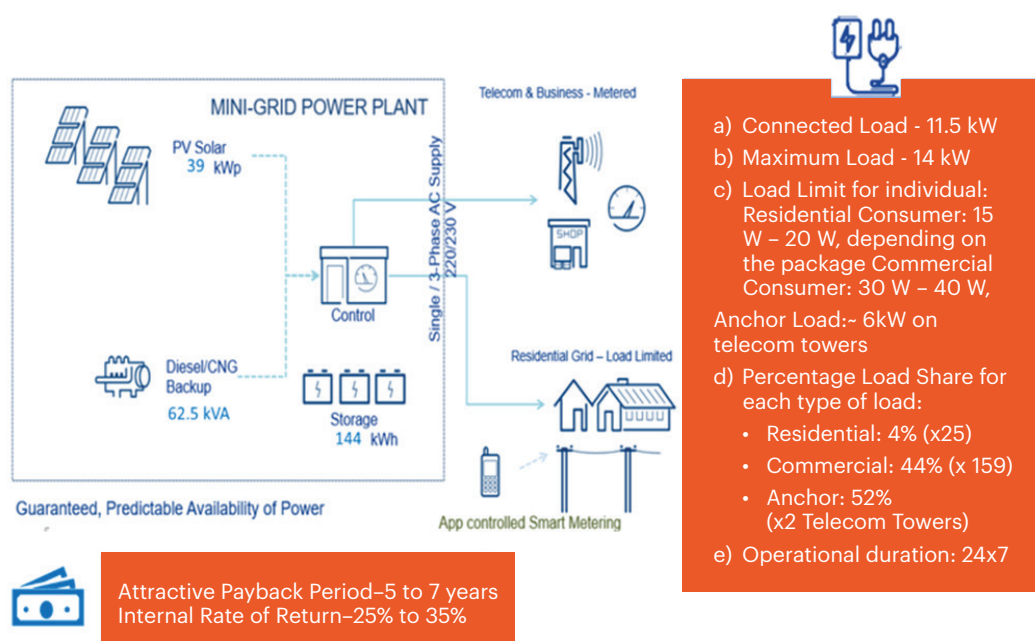 MINI-GRID POWER PLANT
PV Solar
39 kWp
Control
Diesel/CNG
Backup
62.5 kVA
Storage
144 kWh
Single / 3-Phase AC Supply
220/230 V
Guaranteed, Predictable Availability of Power
Telecom & Business - Metered
SHOP
Residential Grid – Load Limited
App controlled Smart Metering
a) Connected Load - 11.5 kW
b) Maximum Load - 14 kW
c) Load Limit for individual:
Residential Consumer: 15
W – 20 W, depending on
the package Commercial
Consumer: 30 W – 40 W,
Anchor Load:~ 6kW on
telecom towers
d) Percentage Load Share for
each type of load:
• Residential: 4% (x25)
• Commercial: 44% (x 159)
• Anchor: 52%
(x2 Telecom Towers)
e) Operational duration: 24x7
Attractive Payback Period–5 to 7 years
Internal Rate of Return–25% to 35%